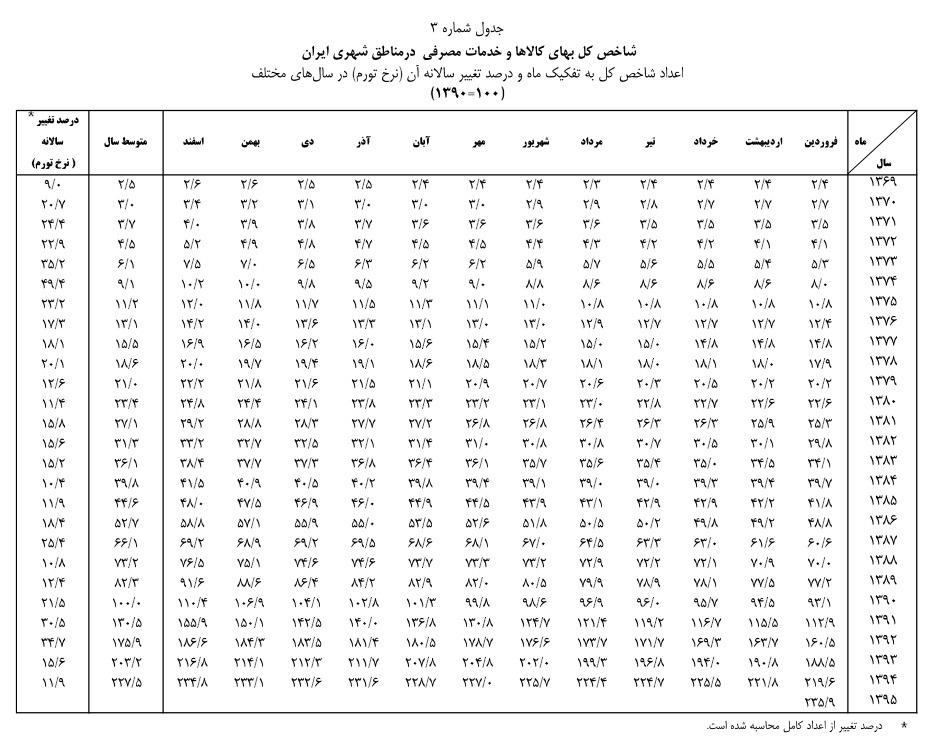 جدول شماره ۳
شاخص کل بهای کالاها و خدمات مصرفی درمناطق شهری ایران
اعداد شاخص کل به تفکیک ماه و درصد تغییر سالانه آن (نرخ تورم) در سال‌های مختلف
(۱۳۹۰=۱۰۰)
درصد تغییر *
ماه فروردین اردیبهشت خرداد تیر مرداد شهریور مهر آبان آذر دی بهمن اسفند متوسط سال سالانه
سال (نرخ تورم)
۱۳۶۹ ۲/۴ ۲/۴ ۲/۴ ۲/۴ ۲/۳ ۲/۴ ۲/۴ ۲/۴ ۲/۵ ۲/۵ ۲/۶ ۲/۶ ۲/۵ ۹/۰
۱۳۷۰ ۲/۷ ۲/۷ ۲/۷ ۲/۸ ۲/۹ ۲/۹ ۳/۰ ۳/۰ ۳/۰ ۳/۱ ۳/۲ ۳/۴ ۳/۰ ۲۰/۷
۱۳۷۱ ۳/۵ ۳/۵ ۳/۵ ۳/۵ ۳/۶ ۳/۶ ۳/۶ ۳/۶ ۳/۷ ۳/۸ ۳/۹ ۴/۰ ۳/۷ ۲۴/۴
۱۳۷۲ ۴/۱ ۴/۱ ۴/۲ ۴/۲ ۴/۳ ۴/۴ ۴/۵ ۴/۵ ۴/۷ ۴/۸ ۴/۹ ۵/۲ ۴/۵ ۲۲/۹
۱۳۷۳ ۵/۳ ۵/۴ ۵/۵ ۵/۶ ۵/۷ ۵/۹ ۶/۲ ۶/۲ ۶/۳ ۶/۵ ۷/۰ ۷/۵ ۶/۱ ۳۵/۲
۱۳۷۴ ۸/۰ ۸/۶ ۸/۶ ۸/۶ ۸/۶ ۸/۸ ۹/۰ ۹/۲ ۹/۵ ۹/۸ ۱۰/۰ ۱۰/۲ ۹/۱ ۴۹/۴
۱۳۷۵ ۱۰/۸ ۱۰/۸ ۱۰/۸ ۱۰/۸ ۱۰/۸ ۱۱/۰ ۱۱/۱ ۱۱/۳ ۱۱/۵ ۱۱/۷ ۱۱/۸ ۱۲/۰ ۱۱/۲ ۲۳/۲
۱۳۷۶ ۱۲/۴ ۱۲/۷ ۱۲/۷ ۱۲/۷ ۱۲/۹ ۱۳/۰ ۱۳/۰ ۱۳/۱ ۱۳/۳ ۱۳/۶ ۱۴/۰ ۱۴/۲ ۱۳/۱ ۱۷/۳
۱۳۷۷ ۱۴/۸ ۱۴/۸ ۱۴/۸ ۱۵/۰ ۱۵/۰ ۱۵/۲ ۱۵/۴ ۱۵/۶ ۱۶/۰ ۱۶/۲ ۱۶/۵ ۱۶/۹ ۱۵/۵ ۱۸/۱
۱۳۷۸ ۱۷/۹ ۱۸/۰ ۱۸/۱ ۱۸/۰ ۱۸/۱ ۱۸/۳ ۱۸/۵ ۱۸/۶ ۱۹/۱ ۱۹/۴ ۱۹/۷ ۲۰/۰ ۱۸/۶ ۲۰/۱
۱۳۷۹ ۲۰/۲ ۲۰/۲ ۲۰/۵ ۲۰/۳ ۲۰/۶ ۲۰/۷ ۲۰/۹ ۲۱/۱ ۲۱/۵ ۲۱/۶ ۲۱/۸ ۲۲/۲ ۲۱/۰ ۱۲/۶
۱۳۸۰ ۲۲/۶ ۲۲/۶ ۲۲/۷ ۲۲/۸ ۲۳/۰ ۲۳/۱ ۲۳/۲ ۲۳/۳ ۲۳/۸ ۲۴/۱ ۲۴/۴ ۲۴/۸ ۲۳/۴ ۱۱/۴
۱۳۸۱ ۲۵/۳ ۲۵/۹ ۲۶/۳ ۲۶/۳ ۲۶/۴ ۲۶/۸ ۲۶/۸ ۲۷/۲ ۲۷/۷ ۲۸/۳ ۲۸/۸ ۲۹/۲ ۲۷/۱ ۱۵/۸
۱۳۸۲ ۲۹/۸ ۳۰/۱ ۳۰/۵ ۳۰/۷ ۳۰/۸ ۳۰/۸ ۳۱/۰ ۳۱/۴ ۳۲/۱ ۳۲/۵ ۳۲/۷ ۳۳/۲ ۳۱/۳ ۱۵/۶
۱۳۸۳ ۳۴/۱ ۳۴/۵ ۳۵/۰ ۳۵/۴ ۳۵/۶ ۳۵/۷ ۳۶/۱ ۳۶/۴ ۳۶/۸ ۳۷/۳ ۳۷/۷ ۳۸/۴ ۳۶/۱ ۱۵/۲
۱۳۸۴ ۳۹/۷ ۳۹/۴ ۳۹/۳ ۳۹/۰ ۳۹/۰ ۳۹/۱ ۳۹/۴ ۳۹/۸ ۴۰/۲ ۴۰/۵ ۴۰/۹ ۴۱/۵ ۳۹/۸ ۱۰/۴
۱۳۸۵ ۴۱/۸ ۴۲/۲ ۴۲/۹ ۴۲/۹ ۴۳/۱ ۴۳/۹ ۴۴/۵ ۴۴/۹ ۴۶/۰ ۴۶/۹ ۴۷/۵ ۴۸/۰ ۴۴/۶ ۱۱/۹
۱۳۸۶ ۴۸/۸ ۴۹/۲ ۴۹/۸ ۵۰/۲ ۵۰/۵ ۵۱/۸ ۵۲/۶ ۵۳/۵ ۵۵/۰ ۵۵/۹ ۵۷/۱ ۵۸/۸ ۵۲/۷ ۱۸/۴
۱۳۸۷ ۶۰/۶ ۶۱/۶ ۶۳/۰ ۶۳/۳ ۶۴/۵ ۶۷/۰ ۶۸/۱ ۶۸/۶ ۶۹/۵ ۶۹/۲ ۶۸/۹ ۶۹/۲ ۶۶/۱ ۲۵/۴
۱۳۸۸ ۷۰/۰ ۷۰/۹ ۷۲/۱ ۷۲/۲ ۷۲/۹ ۷۳/۲ ۷۳/۳ ۷۳/۷ ۷۴/۶ ۷۴/۶ ۷۵/۱ ۷۶/۵ ۷۳/۲ ۱۰/۸
۱۳۸۹ ۷۷/۲ ۷۷/۵ ۷۸/۱ ۷۸/۹ ۷۹/۹ ۸۰/۵ ۸۲/۰ ۸۲/۹ ۸۴/۲ ۸۶/۴ ۸۸/۶ ۹۱/۶ ۸۲/۳ ۱۲/۴
۱۳۹۰ ۹۳/۱ ۹۴/۵ ۹۵/۷ ۹۶/۰ ۹۶/۹ ۹۸/۶ ۹۹/۸ ۱۰۱/۳ ۱۰۲/۸ ۱۰۴/۱ ۱۰۶/۹ ۱۱۰/۴ ۱۰۰/۰ ۲۱/۵
۱۳۹۱ ۱۱۲/۹ ۱۱۵/۵ ۱۱۶/۷ ۱۱۹/۲ ۱۲۱/۴ ۱۲۴/۷ ۱۳۰/۸ ۱۳۶/۸ ۱۴۰/۰ ۱۴۲/۵ ۱۵۰/۱ ۱۵۵/۹ ۱۳۰/۵ ۳۰/۵
۱۳۹۲ ۱۶۰/۵ ۱۶۳/۷ ۱۶۹/۳ ۱۷۱/۷ ۱۷۳/۷ ۱۷۶/۶ ۱۷۸/۷ ۱۸۰/۵ ۱۸۱/۴ ۱۸۳/۵ ۱۸۴/۳ ۱۸۶/۶ ۱۷۵/۹ ۳۴/۷
۱۳۹۳ ۱۸۸/۵ ۱۹۰/۸ ۱۹۴/۰ ۱۹۶/۸ ۱۹۹/۳ ۲۰۲/۰ ۲۰۴/۸ ۲۰۷/۸ ۲۱۱/۷ ۲۱۲/۳ ۲۱۴/۱ ۲۱۶/۸ ۲۰۳/۲ ۱۵/۶
۱۳۹۴ ۲۱۹/۶ ۲۲۱/۸ ۲۲۵/۵ ۲۲۴/۷ ۲۲۴/۴ ۲۲۵/۷ ۲۲۷/۰ ۲۲۸/۷ ۲۳۱/۶ ۲۳۲/۶ ۲۳۳/۱ ۲۳۴/۸ ۲۲۷/۵ ۱۱/۹
۱۳۹۵ ۲۳۵/۹
* درصد تغییر از اعداد کامل محاسبه شده است.